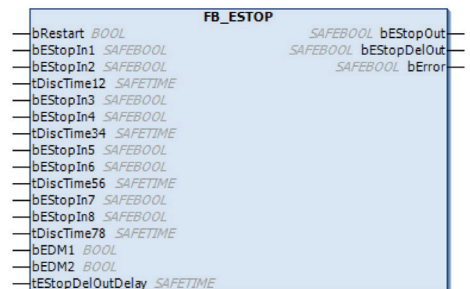 FB_ESTOP
bRestart BOOL SAFEBOOL bEStopOut
bEStopIn1 SAFEBOOL SAFEBOOL bEStopDelOut
bEStopIn2 SAFEBOOL SAFEBOOL bError
tDiscTime12 SAFETIME
bEStopIn3 SAFEBOOL
bEStopIn4 SAFEBOOL
tDiscTime34 SAFETIME
bEStopIn5 SAFEBOOL
bEStopIn6 SAFEBOOL
tDiscTime56 SAFETIME
bEStopIn7 SAFEBOOL
bEStopIn8 SAFEBOOL
tDiscTime78 SAFETIME
bEDM1 BOOL
bEDM2 BOOL
tEStopDelOutDelay SAFETIME